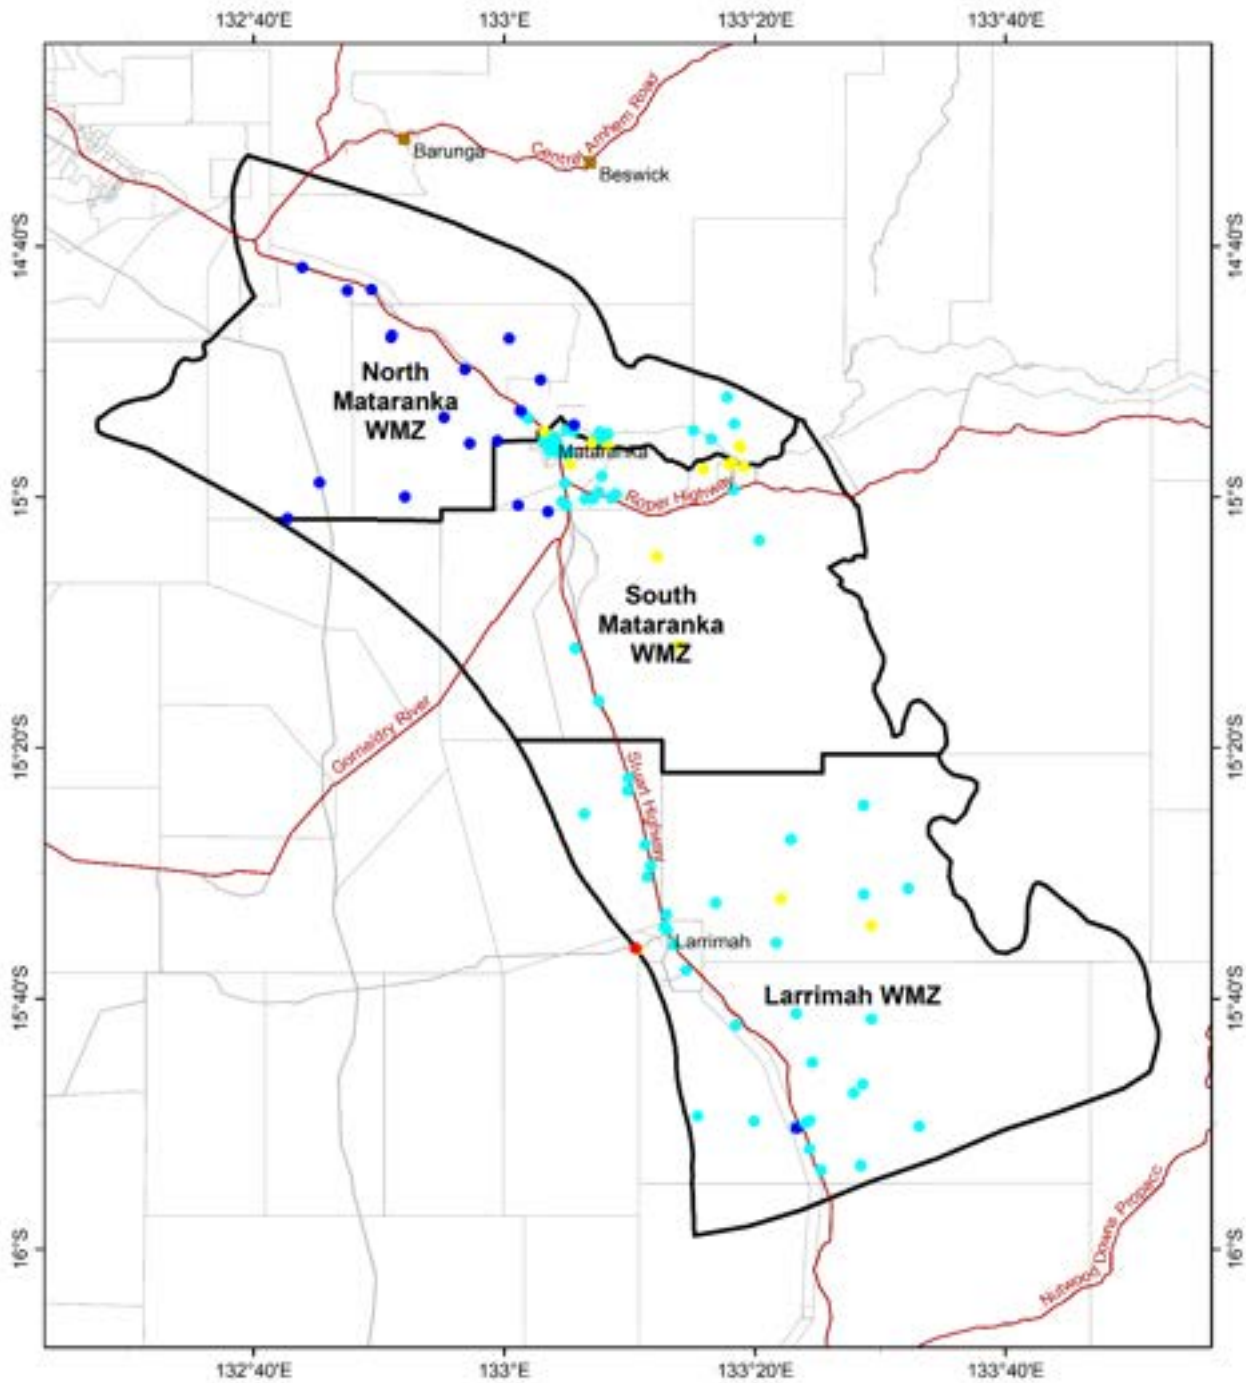 132°40'E 133°E 133°20'E 133°40'E
Central Arnhem Roay
Barunga
Beswick
14°40'S 14°40'S
North
Mataranka
WMZ
Mataranka
15°S 15°S
Roper Highway
South
Mataranka
WMZ
Gorrieldry River
15°20'S 15°20'S
Stuart Highway
Larrimah
15°40'S 15°40'S
Larrimah WMZ
16°S 16°S
Nutwood Downs Propacc
132°40'E 133°E 133°20'E 133°40'E